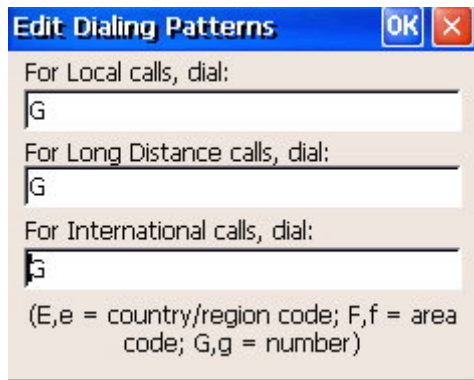 Edit Dialing Patterns OK
For Local calls, dial:
G
For Long Distance calls, dial:
G
For International calls, dial:
G
(E,e = country/region code; F,f = area
code; G,g = number)